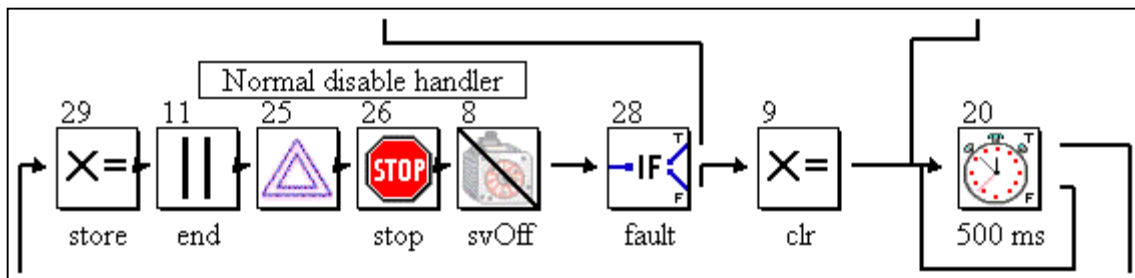 Normal disable handler
29 11 25 26 8 28 9 20
X= STOP IF T F X= T F
store end stop svOff fault clr 500 ms